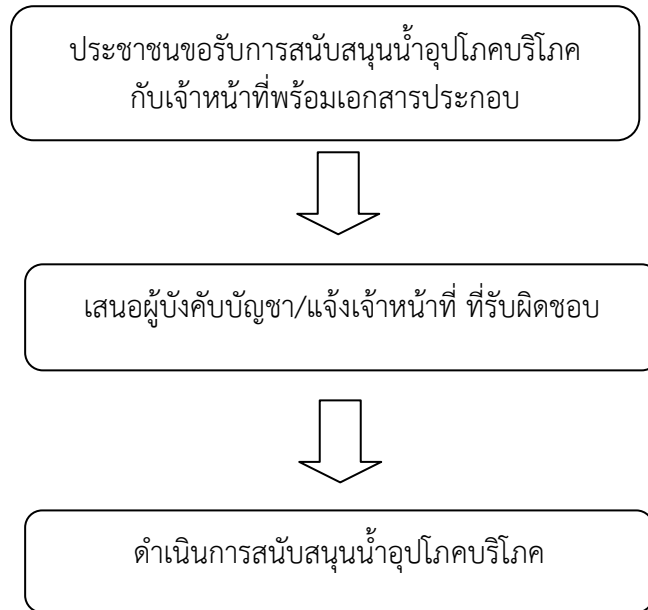 ประชาชนขอรับการสนับสนุนน้ำอุปโภคบริโภค
กับเจ้าหน้าที่พร้อมเอกสารประกอบ
เสนอผู้บังคับบัญชา/แจ้งเจ้าหน้าที่ ที่รับผิดชอบ
ดำเนินการสนับสนุนน้ำอุปโภคบริโภค